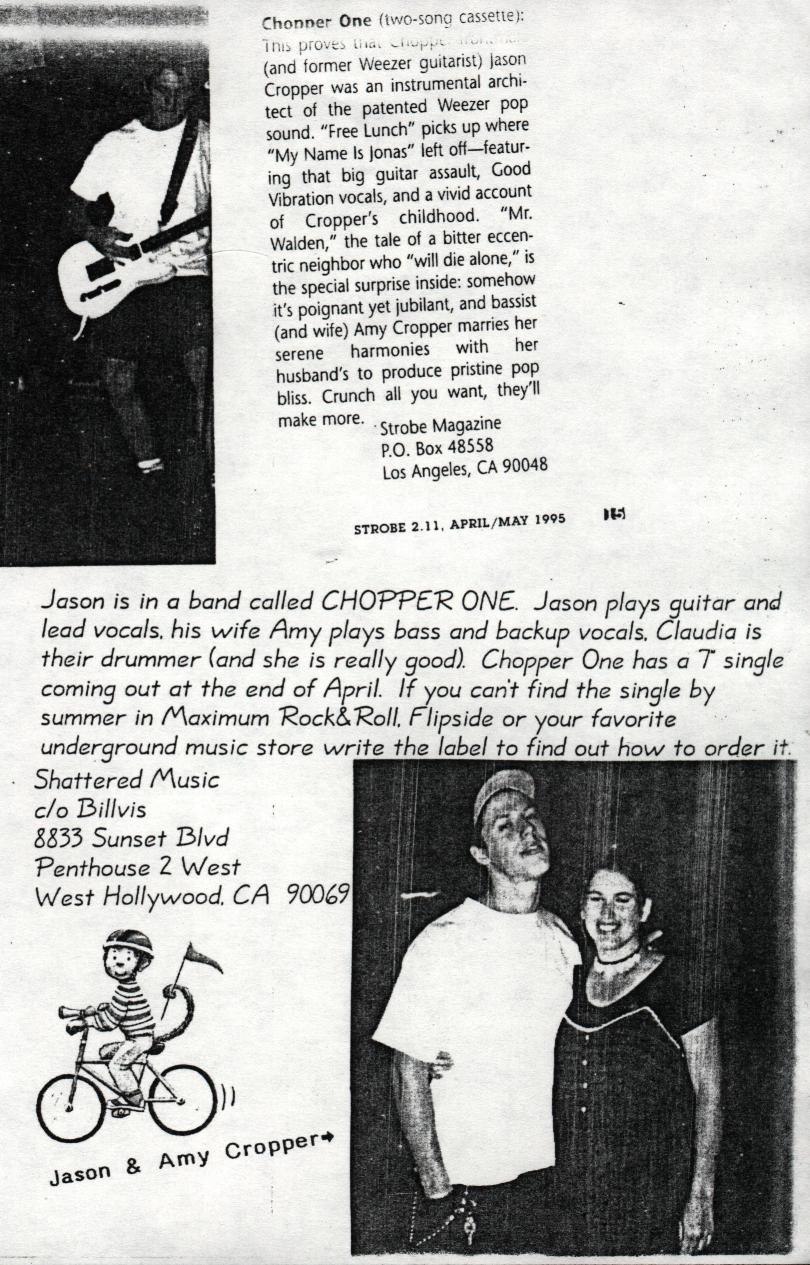 Chopper One (two-song cassette):
This proves that Chopper
(and former Weezer guitarist) Jason
Cropper was an instrumental archi-
tect of the patented Weezer pop
sound. “Free Lunch” picks up where
“My Name Is Jonas” left off—featur-
ing that big guitar assault, Good
Vibration vocals, and a vivid account
of Cropper's childhood. “Mr.
Walden,” the tale of a bitter eccen-
tric neighbor who “will die alone,” is
the special surprise inside: somehow
it's poignant yet jubilant, and bassist
(and wife) Amy Cropper marries her
serene harmonies with her
husband's to produce pristine pop
bliss. Crunch all you want, they'll
make more.
Strobe Magazine
P.O. Box 48558
Los Angeles, CA 90048
STROBE 2.11, APRIL/MAY 1995
Jason is in a band called CHOPPER ONE. Jason plays guitar and
lead vocals, his wife Amy plays bass and backup vocals, Claudia is
their drummer (and she is really good). Chopper One has a 7" single
coming out at the end of April. If you can't find the single by
summer in Maximum Rock&Roll, Flipside or your favorite
underground music store write the label to find out how to order it.
Shattered Music
c/o Billvis
8833 Sunset Blvd
Penthouse 2 West
West Hollywood, CA 90069
Jason & Amy Cropper→